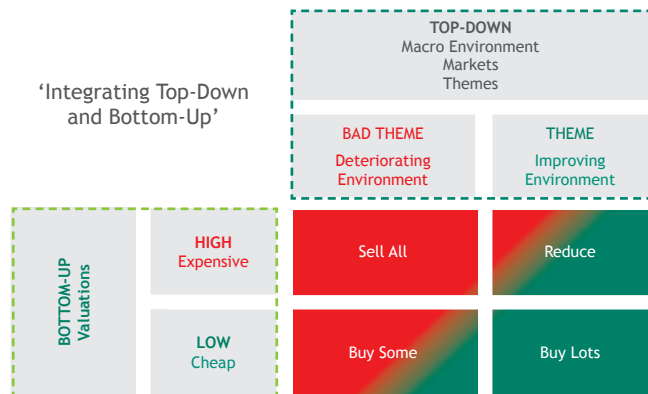 TOP-DOWN
Macro Environment
Markets
Themes
‘Integrating Top-Down
and Bottom-Up’
BAD THEME
Deteriorating
Environment
THEME
Improving
Environment
BOTTOM-UP
Valuations
HIGH
Expensive
Sell All
Reduce
LOW
Cheap
Buy Some
Buy Lots